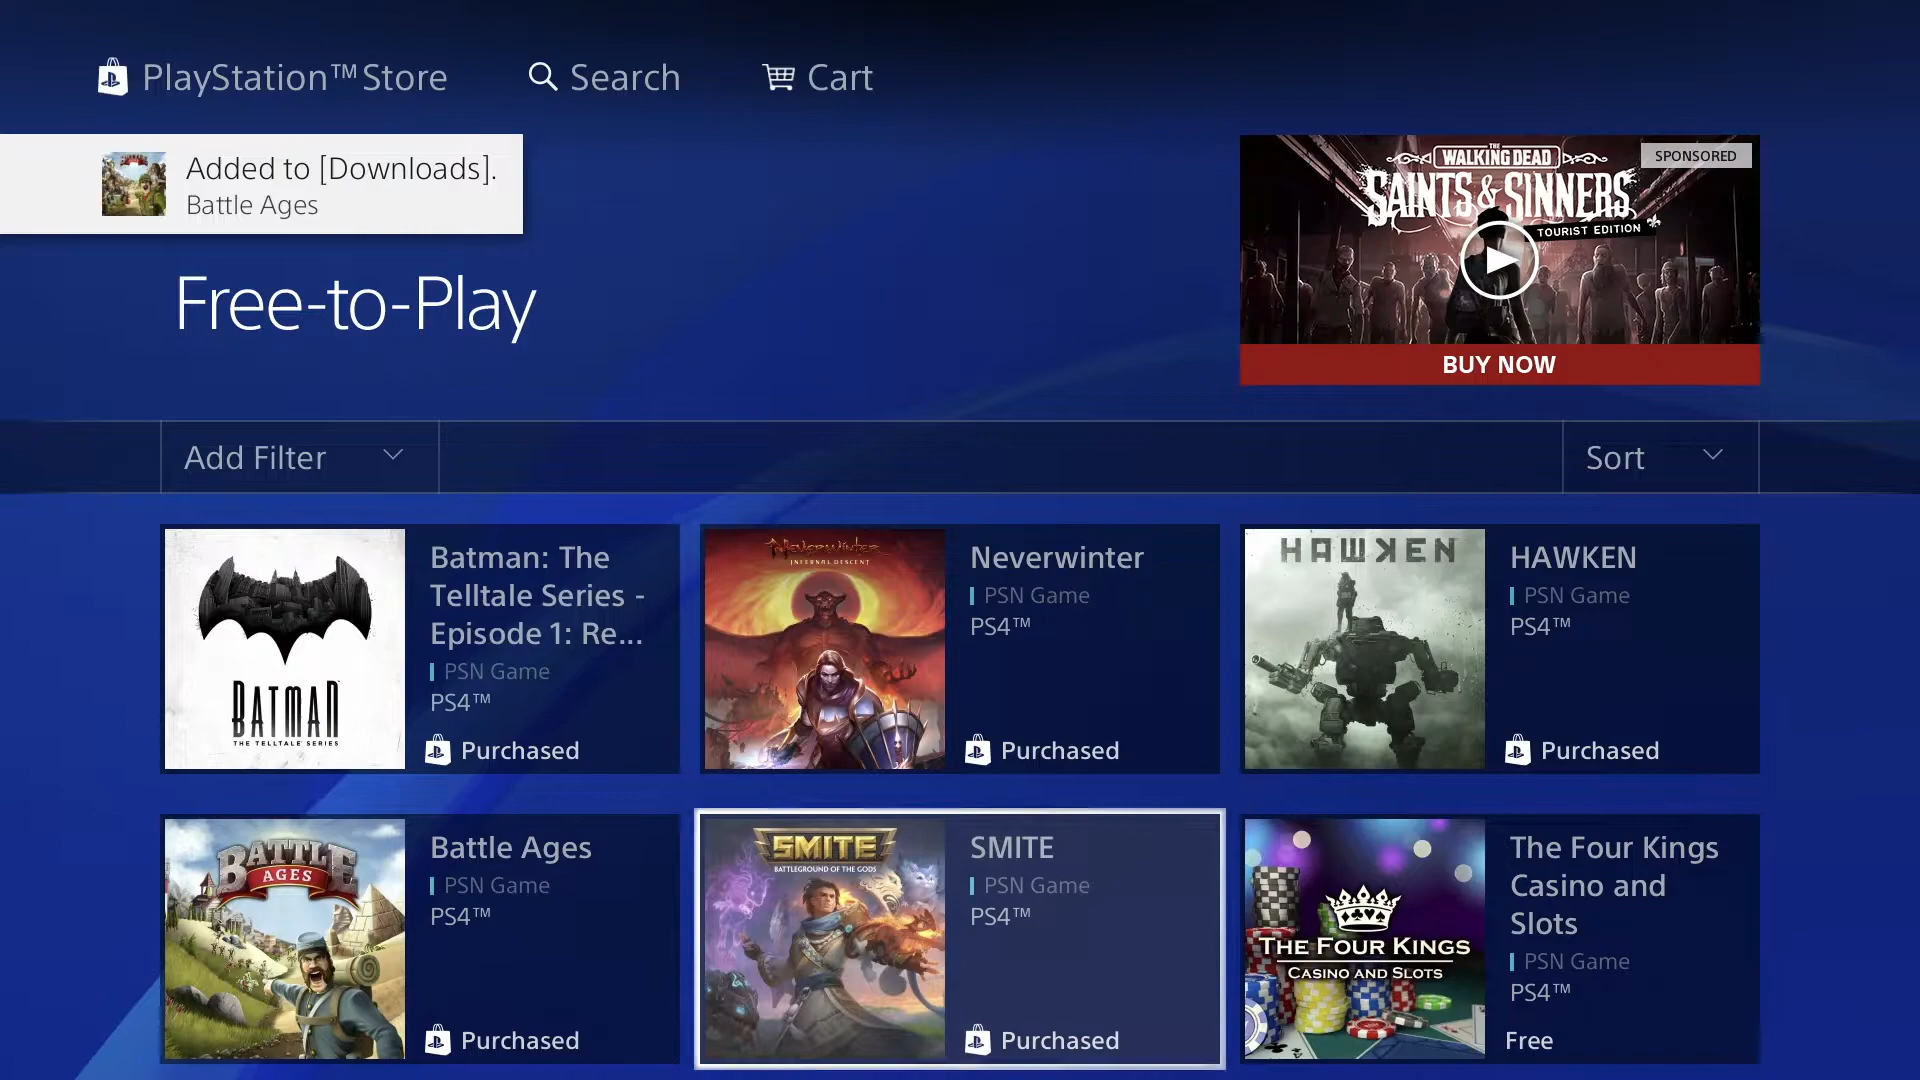 PlayStation™Store
Search
Cart
Added to [Downloads].
Battle Ages
Free-to-Play
SPONSORED
THE
WALKING DEAD
SAINTS & SINNERS
TOURIST EDITION
BUY NOW
Add Filter
Sort
BATMAN
THE TELLTALE SERIES
Batman: The
Telltale Series -
Episode 1: Re...
PSN Game
PS4™
Purchased
NEVERWINTER
INFERNAL DESCENT
Neverwinter
PSN Game
PS4™
Purchased
HAWKEN
HAWKEN
PSN Game
PS4™
Purchased
BATTLE
AGES
Battle Ages
PSN Game
PS4™
Purchased
SMITE
BATTLEGROUND OF THE GODS
SMITE
PSN Game
PS4™
Purchased
THE FOUR KINGS
CASINO AND SLOTS
The Four Kings
Casino and
Slots
PSN Game
PS4™
Free